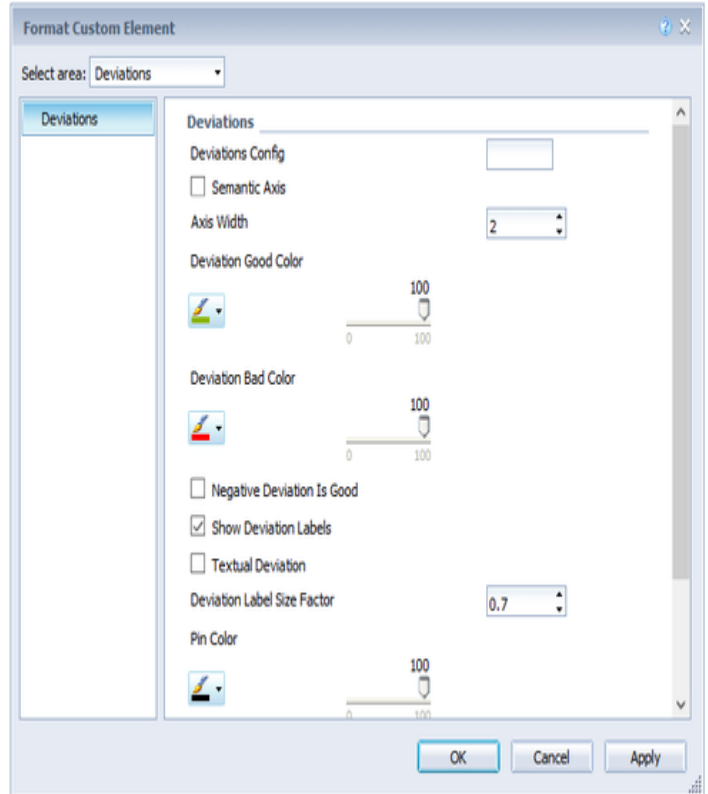 Format Custom Element
Select area: Deviations
Deviations
Deviations
Deviations Config
Semantic Axis
Axis Width 2
Deviation Good Color
100
0 100
Deviation Bad Color
100
0 100
Negative Deviation Is Good
Show Deviation Labels
Textual Deviation
Deviation Label Size Factor 0.7
Pin Color
100
0 100
OK Cancel Apply